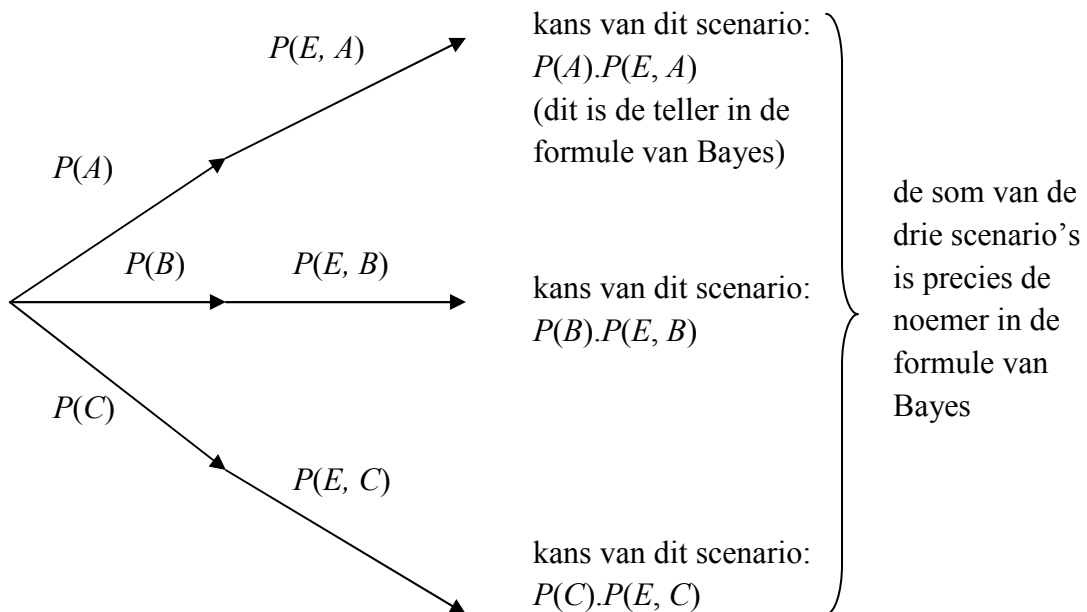 P(E, A)
P(A)
P(B)
P(E, B)
P(C)
P(E, C)
kans van dit scenario:
P(A).P(E, A)
(dit is de teller in de
formule van Bayes)
kans van dit scenario:
P(B).P(E, B)
kans van dit scenario:
P(C).P(E, C)
de som van de
drie scenario’s
is precies de
noemer in de
formule van
Bayes